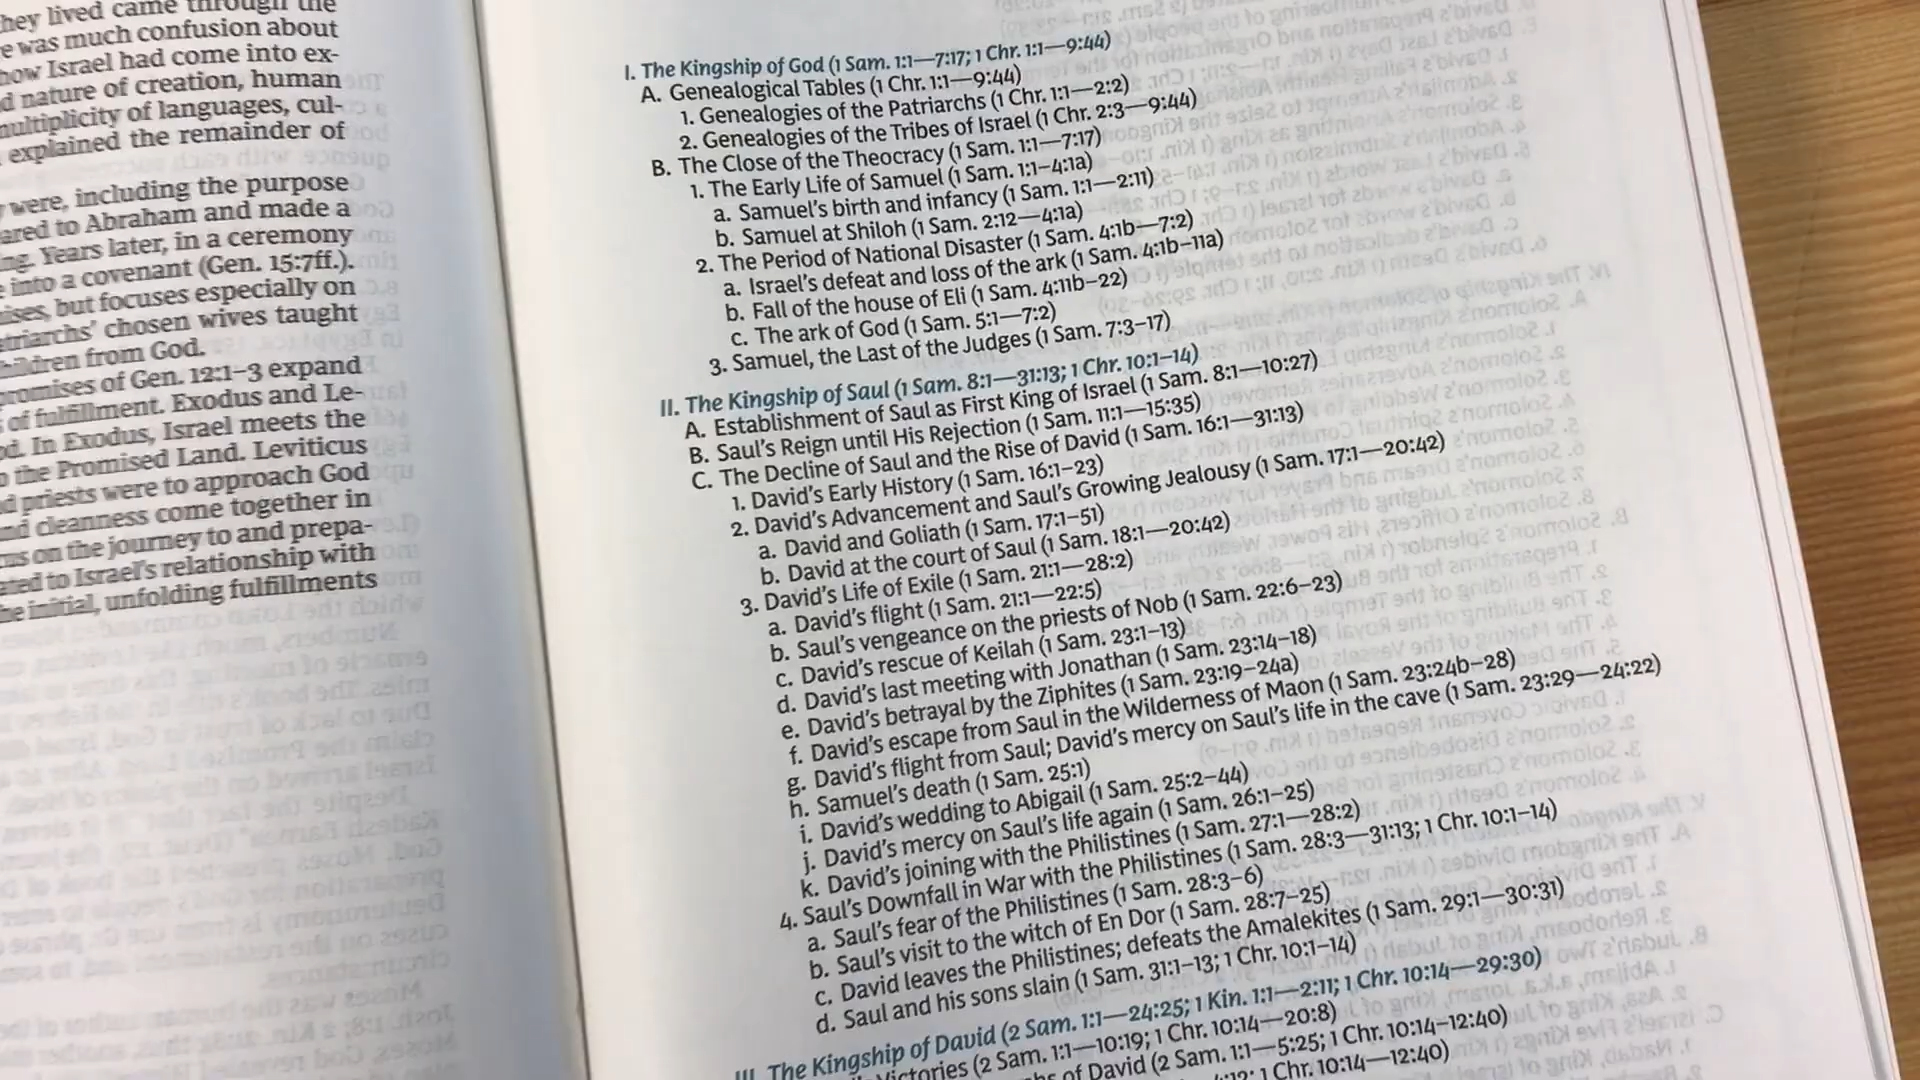 hey lived came through the
e was much confusion about
how Israel had come into ex-
d nature of creation, human
multiplicity of languages, cul-
explained the remainder of
were, including the purpose
ared to Abraham and made a
ng. Years later, in a ceremony
into a covenant (Gen. 15:7ff.).
ises, but focuses especially on
triarchs' chosen wives taught
hildren from God.
promises of Gen. 12:1–3 expand
of fulfillment. Exodus and Le-
od. In Exodus, Israel meets the
o the Promised Land. Leviticus
d priests were to approach God
nd cleanness come together in
ns on the journey to and prepa-
ated to Israel's relationship with
he initial, unfolding fulfillments
I. The Kingship of God (1 Sam. 1:1—7:17; 1 Chr. 1:1—9:44)
A. Genealogical Tables (1 Chr. 1:1—9:44)
1. Genealogies of the Patriarchs (1 Chr. 1:1—2:2)
2. Genealogies of the Tribes of Israel (1 Chr. 2:3—9:44)
B. The Close of the Theocracy (1 Sam. 1:1—7:17)
1. The Early Life of Samuel (1 Sam. 1:1–4:1a)
a. Samuel's birth and infancy (1 Sam. 1:1—2:11)
b. Samuel at Shiloh (1 Sam. 2:12—4:1a)
2. The Period of National Disaster (1 Sam. 4:1b—7:2)
a. Israel's defeat and loss of the ark (1 Sam. 4:1b–11a)
b. Fall of the house of Eli (1 Sam. 4:11b–22)
c. The ark of God (1 Sam. 5:1—7:2)
3. Samuel, the Last of the Judges (1 Sam. 7:3–17)
II. The Kingship of Saul (1 Sam. 8:1—31:13; 1 Chr. 10:1–14)
A. Establishment of Saul as First King of Israel (1 Sam. 8:1—10:27)
B. Saul's Reign until His Rejection (1 Sam. 11:1—15:35)
C. The Decline of Saul and the Rise of David (1 Sam. 16:1—31:13)
1. David's Early History (1 Sam. 16:1–23)
2. David's Advancement and Saul's Growing Jealousy (1 Sam. 17:1—20:42)
a. David and Goliath (1 Sam. 17:1–51)
b. David at the court of Saul (1 Sam. 18:1—20:42)
3. David's Life of Exile (1 Sam. 21:1—28:2)
a. David's flight (1 Sam. 21:1—22:5)
b. Saul's vengeance on the priests of Nob (1 Sam. 22:6–23)
c. David's rescue of Keilah (1 Sam. 23:1–13)
d. David's last meeting with Jonathan (1 Sam. 23:14–18)
e. David's betrayal by the Ziphites (1 Sam. 23:19–24a)
f. David's escape from Saul in the Wilderness of Maon (1 Sam. 23:24b–28)
g. David's flight from Saul; David's mercy on Saul's life in the cave (1 Sam. 23:29—24:22)
h. Samuel's death (1 Sam. 25:1)
i. David's wedding to Abigail (1 Sam. 25:2–44)
j. David's mercy on Saul's life again (1 Sam. 26:1–25)
k. David's joining with the Philistines (1 Sam. 27:1—28:2)
4. Saul's Downfall in War with the Philistines (1 Sam. 28:3—31:13; 1 Chr. 10:1–14)
a. Saul's fear of the Philistines (1 Sam. 28:3–6)
b. Saul's visit to the witch of En Dor (1 Sam. 28:7–25)
c. David leaves the Philistines; defeats the Amalekites (1 Sam. 29:1—30:31)
d. Saul and his sons slain (1 Sam. 31:1–13; 1 Chr. 10:1–14)
III. The Kingship of David (2 Sam. 1:1—24:25; 1 Kin. 1:1—2:11; 1 Chr. 10:14—29:30)
Victories (2 Sam. 1:1—10:19; 1 Chr. 10:14—20:8)
of David (2 Sam. 1:1—5:25; 1 Chr. 10:14–12:40)
1 Chr. 10:14—12:40)